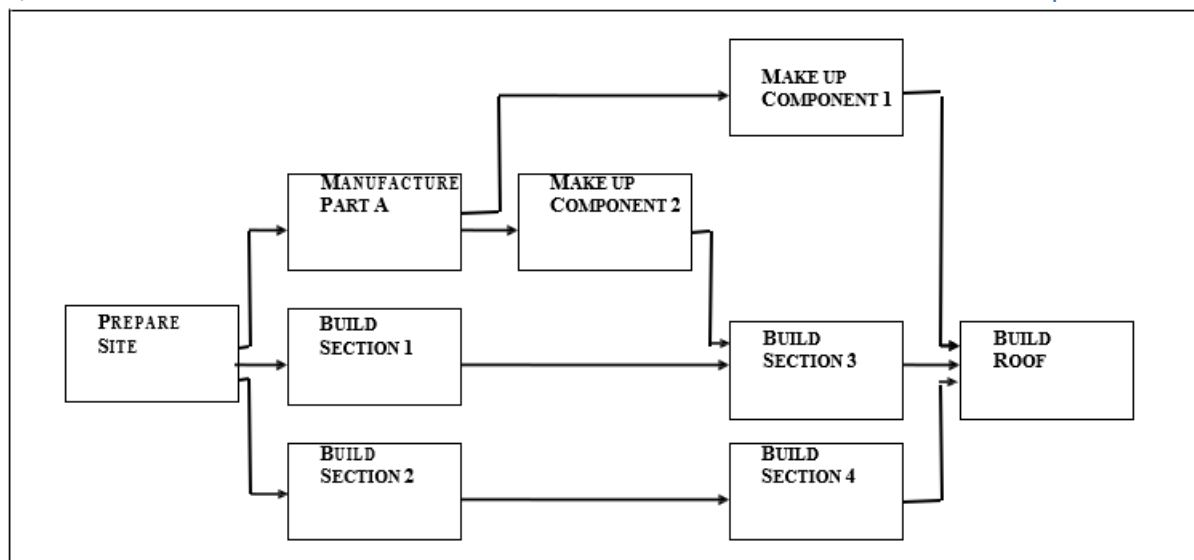 MAKE UP
COMPONENT 1
MANUFACTURE
PART A
MAKE UP
COMPONENT 2
PREPARE
SITE
BUILD
SECTION 1
BUILD
SECTION 3
BUILD
ROOF
BUILD
SECTION 2
BUILD
SECTION 4